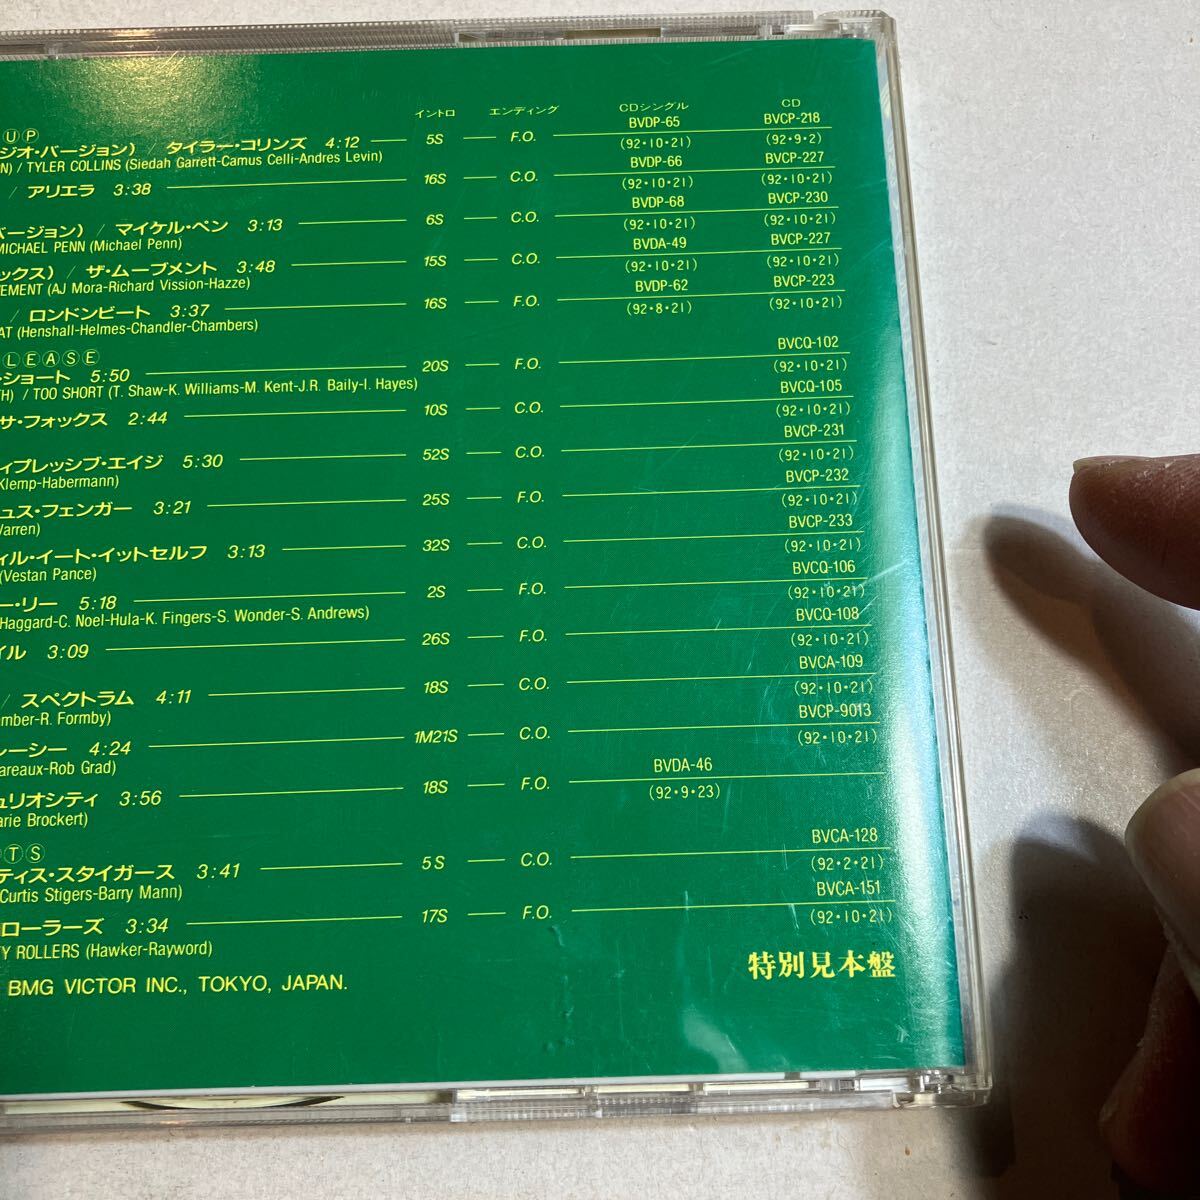 イントロ エンディング CDシングル CD
UP BVDP-65 BVCP-218
ジオ・バージョン) / タイラー・コリンズ 4:12 5S F.O. (92・10・21) (92・9・2)
N) / TYLER COLLINS (Siedah Garrett-Camus Celli-Andres Levin) BVDP-66 BVCP-227
/ アリエラ 3:38 16S C.O. (92・10・21) (92・10・21)
BVDP-68 BVCP-230
バージョン) / マイケル・ペン 3:13 6S C.O. (92・10・21) (92・10・21)
MICHAEL PENN (Michael Penn) BVDA-49 BVCP-227
ックス) / ザ・ムーブメント 3:48 15S C.O. (92・10・21) (92・10・21)
VEMENT (AJ Mora-Richard Vission-Hazze) BVDP-62 BVCP-223
/ ロンドンビート 3:37 16S F.O. (92・8・21) (92・10・21)
AT (Henshall-Helmes-Chandler-Chambers)
LEASE BVCQ-102
・ショート 5:50 20S F.O. (92・10・21)
TH) / TOO SHORT (T. Shaw-K. Williams-M. Kent-J.R. Baily-I. Hayes) BVCQ-105
サ・フォックス 2:44 10S C.O. (92・10・21)
BVCP-231
ィプレッシブ・エイジ 5:30 52S C.O. (92・10・21)
Klemp-Habermann) BVCP-232
ュス・フェンガー 3:21 25S F.O. (92・10・21)
Warren) BVCP-233
ィル・イート・イットセルフ 3:13 32S C.O. (92・10・21)
(Vestan Pance) BVCQ-106
ー・リー 5:18 2S F.O. (92・10・21)
Haggard-C. Noel-Hula-K. Fingers-S. Wonder-S. Andrews) BVCQ-108
イル 3:09 26S F.O. (92・10・21)
BVCA-109
/ スペクトラム 4:11 18S C.O. (92・10・21)
mber-R. Formby) BVCP-9013
レーシー 4:24 1M21S C.O. (92・10・21)
areaux-Rob Grad) BVDA-46
ュリオシティ 3:56 18S F.O. (92・9・23)
arie Brockert)
TS BVCA-128
ティス・スタイガース 3:41 5S C.O. (92・2・21)
Curtis Stigers-Barry Mann) BVCA-151
ローラーズ 3:34 17S F.O. (92・10・21)
Y ROLLERS (Hawker-Rayword)
BMG VICTOR INC., TOKYO, JAPAN. 特別見本盤